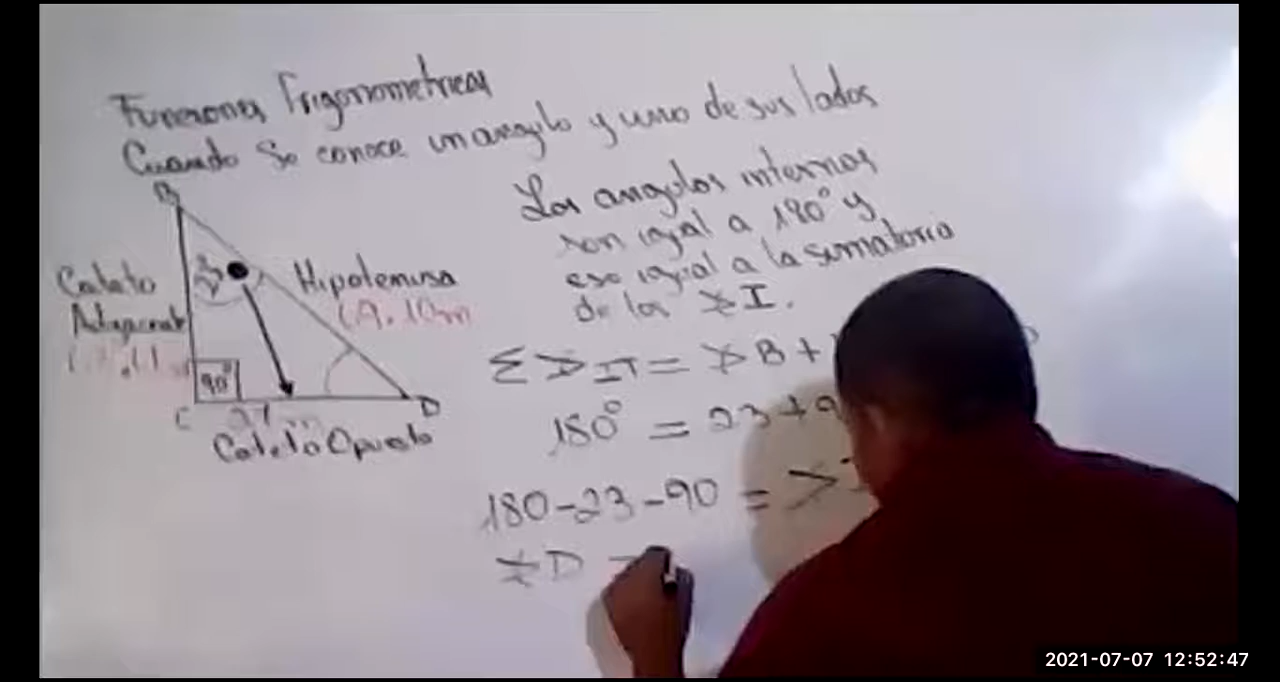 Funciones Trigonometricas
Cuando Se conoce un angulo y uno de sus lados
B
Los angulos internos
son igual a 180° y
eso igual a la sumatoria
de los ∡I.
Cateto
Adyacente
Hipotenusa
90°
C
D
Cateto Opuesto
Σ∡IT = ∡B +
180° = 23 + 9
180-23-90 = ∡
∡D =
2021-07-07 12:52:47